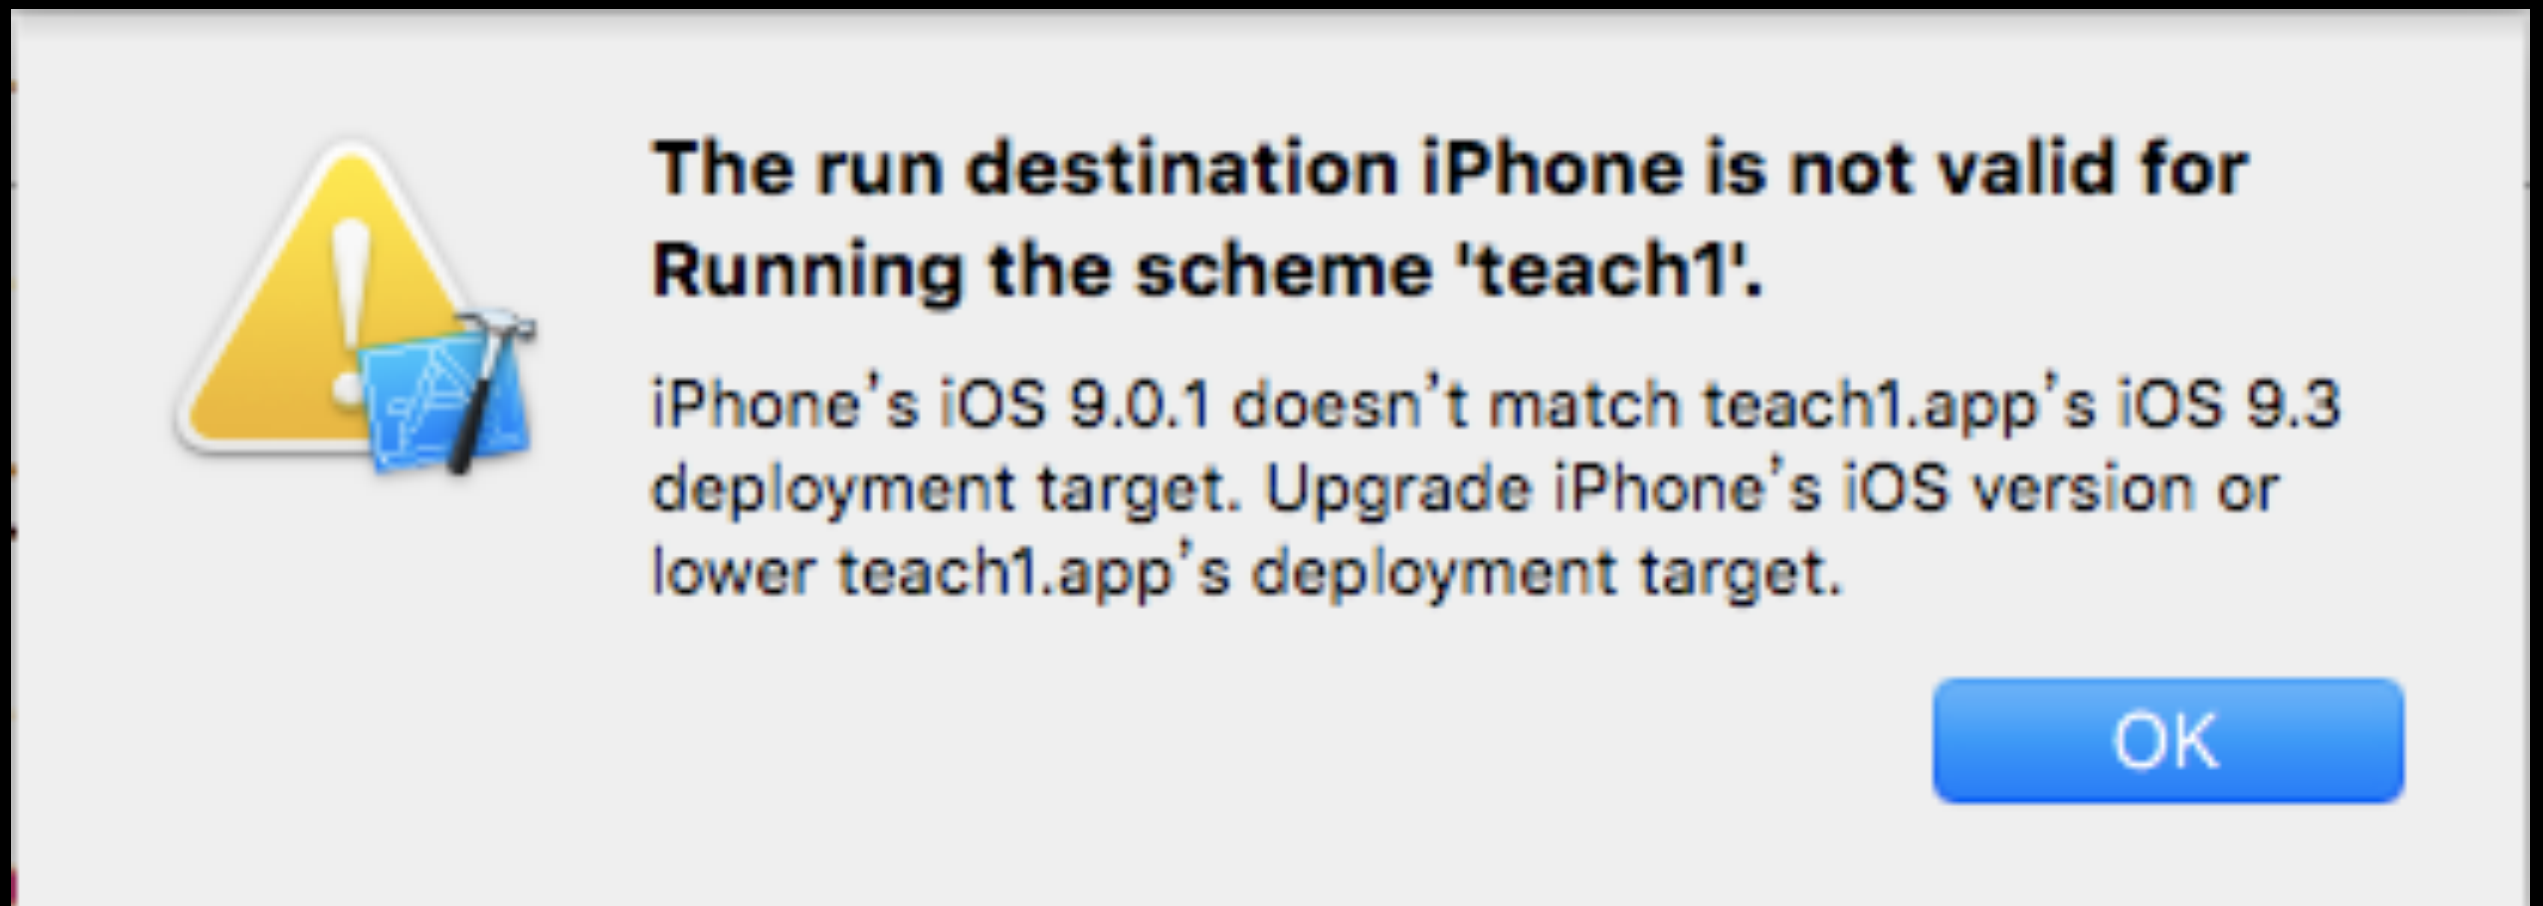 The run destination iPhone is not valid for
Running the scheme 'teach1'.
iPhone’s iOS 9.0.1 doesn’t match teach1.app’s iOS 9.3
deployment target. Upgrade iPhone’s iOS version or
lower teach1.app’s deployment target.
OK